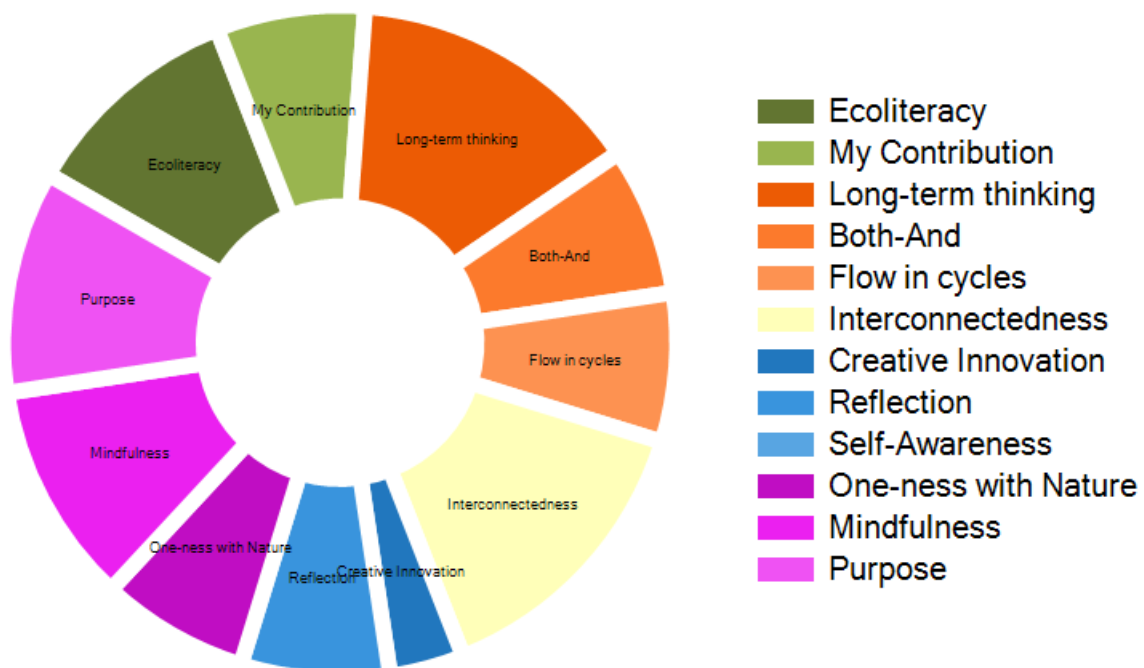 My Contribution
Long-term thinking
Ecoliteracy
Both-And
Purpose
Flow in cycles
Mindfulness
Interconnectedness
One-ness with Nature
Reflection
Creative Innovation
Ecoliteracy
My Contribution
Long-term thinking
Both-And
Flow in cycles
Interconnectedness
Creative Innovation
Reflection
Self-Awareness
One-ness with Nature
Mindfulness
Purpose